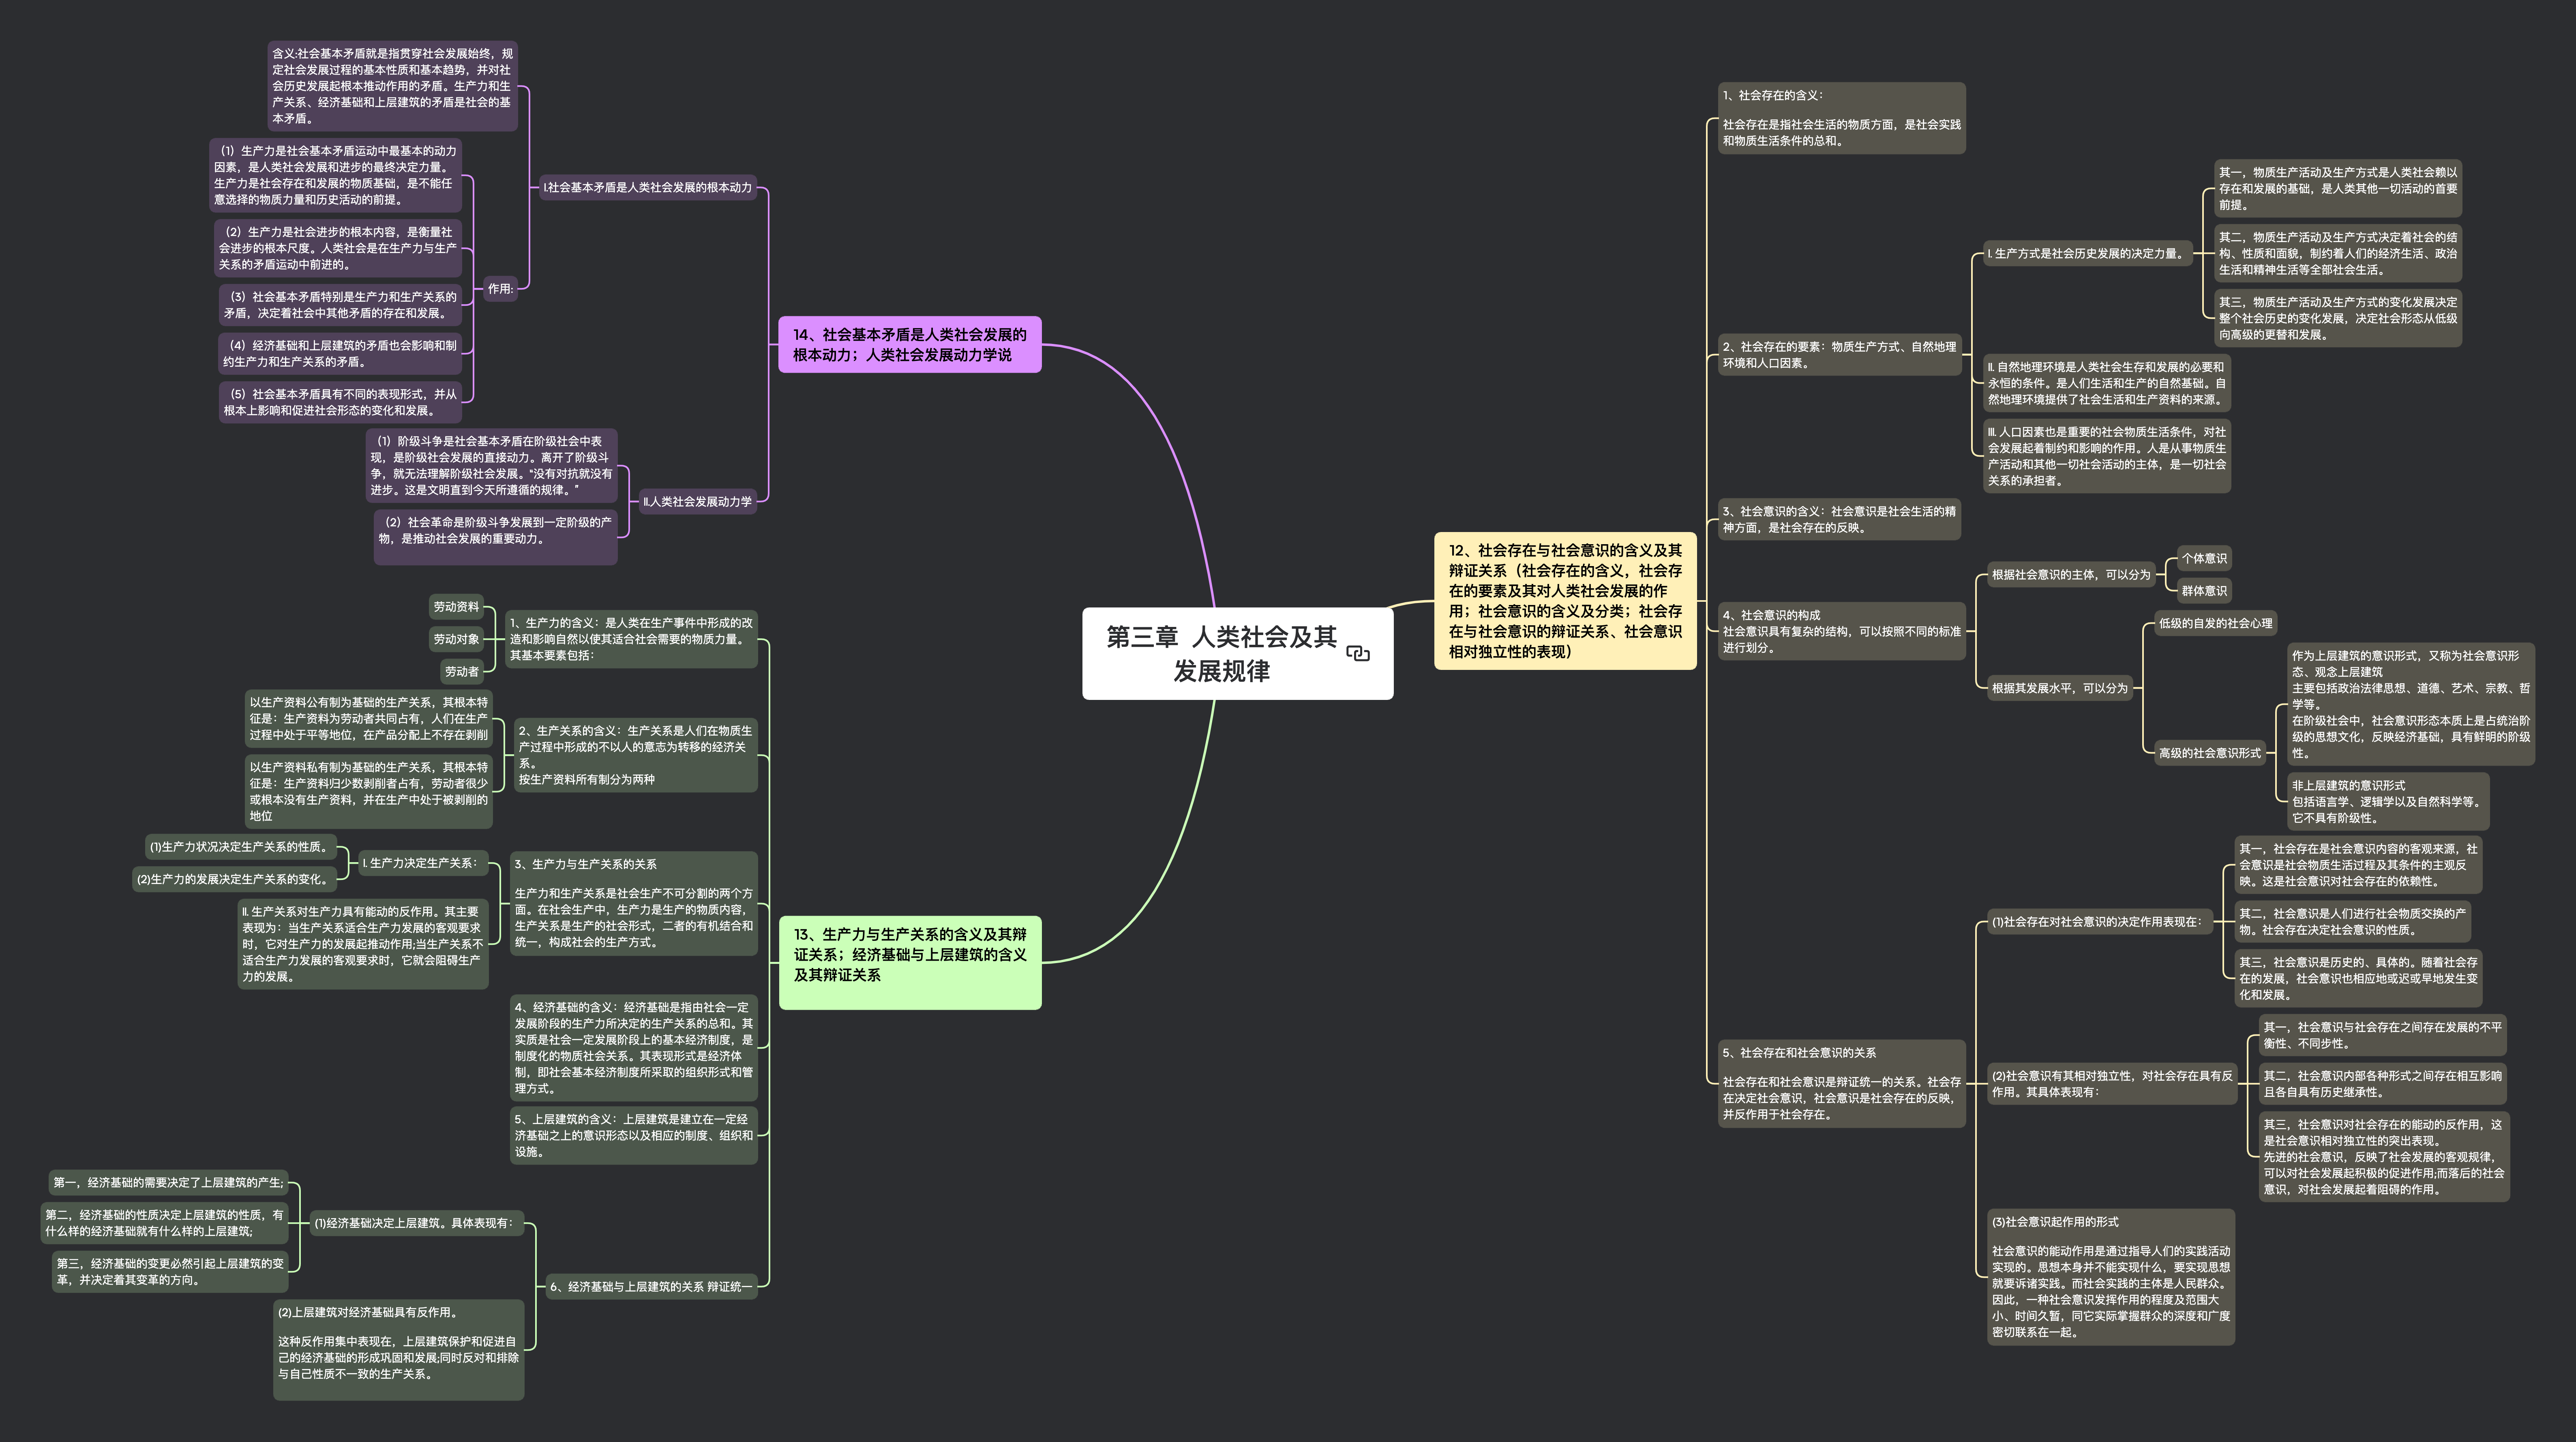 第三章 人类社会及其
发展规律
12、社会存在与社会意识的含义及其
辩证关系（社会存在的含义，社会存
在的要素及其对人类社会发展的作
用；社会意识的含义及分类；社会存
在与社会意识的辩证关系、社会意识
相对独立性的表现）
1、社会存在的含义：
社会存在是指社会生活的物质方面，是社会实践
和物质生活条件的总和。
2、社会存在的要素：物质生产方式、自然地理
环境和人口因素。
I. 生产方式是社会历史发展的决定力量。
其一，物质生产活动及生产方式是人类社会赖以
存在和发展的基础，是人类其他一切活动的首要
前提。
其二，物质生产活动及生产方式决定着社会的结
构、性质和面貌，制约着人们的经济生活、政治
生活和精神生活等全部社会生活。
其三，物质生产活动及生产方式的变化发展决定
整个社会历史的变化发展，决定社会形态从低级
向高级的更替和发展。
II. 自然地理环境是人类社会生存和发展的必要和
永恒的条件。是人们生活和生产的自然基础。自
然地理环境提供了社会生活和生产资料的来源。
III. 人口因素也是重要的社会物质生活条件，对社
会发展起着制约和影响的作用。人是从事物质生
产活动和其他一切社会活动的主体，是一切社会
关系的承担者。
3、社会意识的含义：社会意识是社会生活的精
神方面，是社会存在的反映。
4、社会意识的构成
社会意识具有复杂的结构，可以按照不同的标准
进行划分。
根据社会意识的主体，可以分为
个体意识
群体意识
根据其发展水平，可以分为
低级的自发的社会心理
高级的社会意识形式
作为上层建筑的意识形式，又称为社会意识形
态、观念上层建筑
主要包括政治法律思想、道德、艺术、宗教、哲
学等。
在阶级社会中，社会意识形态本质上是占统治阶
级的思想文化，反映经济基础，具有鲜明的阶级
性。
非上层建筑的意识形式
包括语言学、逻辑学以及自然科学等。
它不具有阶级性。
5、社会存在和社会意识的关系
社会存在和社会意识是辩证统一的关系。社会存
在决定社会意识，社会意识是社会存在的反映，
并反作用于社会存在。
(1)社会存在对社会意识的决定作用表现在：
其一，社会存在是社会意识内容的客观来源，社
会意识是社会物质生活过程及其条件的主观反
映。这是社会意识对社会存在的依赖性。
其二，社会意识是人们进行社会物质交换的产
物。社会存在决定社会意识的性质。
其三，社会意识是历史的、具体的。随着社会存
在的发展，社会意识也相应地或迟或早地发生变
化和发展。
(2)社会意识有其相对独立性，对社会存在具有反
作用。其具体表现有：
其一，社会意识与社会存在之间存在发展的不平
衡性、不同步性。
其二，社会意识内部各种形式之间存在相互影响
且各自具有历史继承性。
其三，社会意识对社会存在的能动的反作用，这
是社会意识相对独立性的突出表现。
先进的社会意识，反映了社会发展的客观规律，
可以对社会发展起积极的促进作用;而落后的社会
意识，对社会发展起着阻碍的作用。
(3)社会意识起作用的形式
社会意识的能动作用是通过指导人们的实践活动
实现的。思想本身并不能实现什么，要实现思想
就要诉诸实践。而社会实践的主体是人民群众。
因此，一种社会意识发挥作用的程度及范围大
小、时间久暂，同它实际掌握群众的深度和广度
密切联系在一起。
14、社会基本矛盾是人类社会发展的
根本动力；人类社会发展动力学说
I.社会基本矛盾是人类社会发展的根本动力
含义:社会基本矛盾就是指贯穿社会发展始终，规
定社会发展过程的基本性质和基本趋势，并对社
会历史发展起根本推动作用的矛盾。生产力和生
产关系、经济基础和上层建筑的矛盾是社会的基
本矛盾。
作用:
（1）生产力是社会基本矛盾运动中最基本的动力
因素，是人类社会发展和进步的最终决定力量。
生产力是社会存在和发展的物质基础，是不能任
意选择的物质力量和历史活动的前提。
（2）生产力是社会进步的根本内容，是衡量社
会进步的根本尺度。人类社会是在生产力与生产
关系的矛盾运动中前进的。
（3）社会基本矛盾特别是生产力和生产关系的
矛盾，决定着社会中其他矛盾的存在和发展。
（4）经济基础和上层建筑的矛盾也会影响和制
约生产力和生产关系的矛盾。
（5）社会基本矛盾具有不同的表现形式，并从
根本上影响和促进社会形态的变化和发展。
II.人类社会发展动力学
（1）阶级斗争是社会基本矛盾在阶级社会中表
现，是阶级社会发展的直接动力。离开了阶级斗
争，就无法理解阶级社会发展。“没有对抗就没有
进步。这是文明直到今天所遵循的规律。”
（2）社会革命是阶级斗争发展到一定阶级的产
物，是推动社会发展的重要动力。
13、生产力与生产关系的含义及其辩
证关系；经济基础与上层建筑的含义
及其辩证关系
1、生产力的含义：是人类在生产事件中形成的改
造和影响自然以使其适合社会需要的物质力量。
其基本要素包括：
劳动资料
劳动对象
劳动者
2、生产关系的含义：生产关系是人们在物质生
产过程中形成的不以人的意志为转移的经济关
系。
按生产资料所有制分为两种
以生产资料公有制为基础的生产关系，其根本特
征是：生产资料为劳动者共同占有，人们在生产
过程中处于平等地位，在产品分配上不存在剥削
以生产资料私有制为基础的生产关系，其根本特
征是：生产资料归少数剥削者占有，劳动者很少
或根本没有生产资料，并在生产中处于被剥削的
地位
3、生产力与生产关系的关系
生产力和生产关系是社会生产不可分割的两个方
面。在社会生产中，生产力是生产的物质内容，
生产关系是生产的社会形式，二者的有机结合和
统一，构成社会的生产方式。
I. 生产力决定生产关系：
(1)生产力状况决定生产关系的性质。
(2)生产力的发展决定生产关系的变化。
II. 生产关系对生产力具有能动的反作用。其主要
表现为：当生产关系适合生产力发展的客观要求
时，它对生产力的发展起推动作用;当生产关系不
适合生产力发展的客观要求时，它就会阻碍生产
力的发展。
4、经济基础的含义：经济基础是指由社会一定
发展阶段的生产力所决定的生产关系的总和。其
实质是社会一定发展阶段上的基本经济制度，是
制度化的物质社会关系。其表现形式是经济体
制，即社会基本经济制度所采取的组织形式和管
理方式。
5、上层建筑的含义：上层建筑是建立在一定经
济基础之上的意识形态以及相应的制度、组织和
设施。
6、经济基础与上层建筑的关系 辩证统一
(1)经济基础决定上层建筑。具体表现有：
第一，经济基础的需要决定了上层建筑的产生;
第二，经济基础的性质决定上层建筑的性质，有
什么样的经济基础就有什么样的上层建筑;
第三，经济基础的变更必然引起上层建筑的变
革，并决定着其变革的方向。
(2)上层建筑对经济基础具有反作用。
这种反作用集中表现在，上层建筑保护和促进自
己的经济基础的形成巩固和发展;同时反对和排除
与自己性质不一致的生产关系。